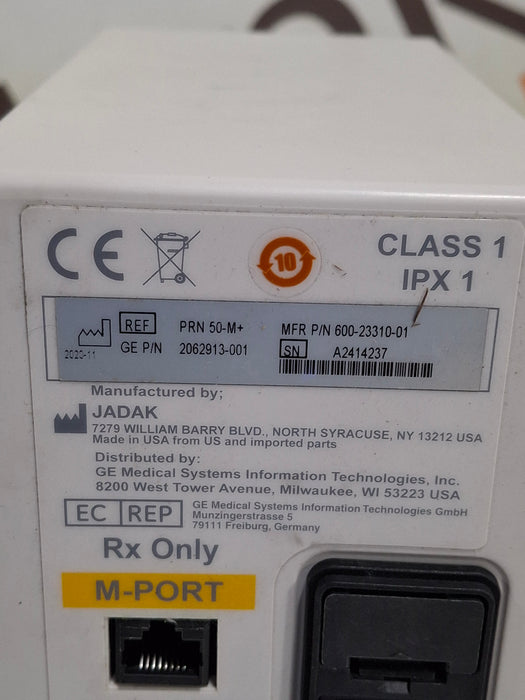 CE
10
CLASS 1
IPX 1
REF PRN 50-M+ MFR P/N 600-23310-01
2020-11 GE P/N 2062913-001 SN A2414237
Manufactured by;
JADAK
7279 WILLIAM BARRY BLVD., NORTH SYRACUSE, NY 13212 USA
Made in USA from US and imported parts
Distributed by:
GE Medical Systems Information Technologies, Inc.
8200 West Tower Avenue, Milwaukee, WI 53223 USA
EC REP
GE Medical Systems Information Technologies GmbH
Munzingerstrasse 5
79111 Freiburg, Germany
Rx Only
M-PORT